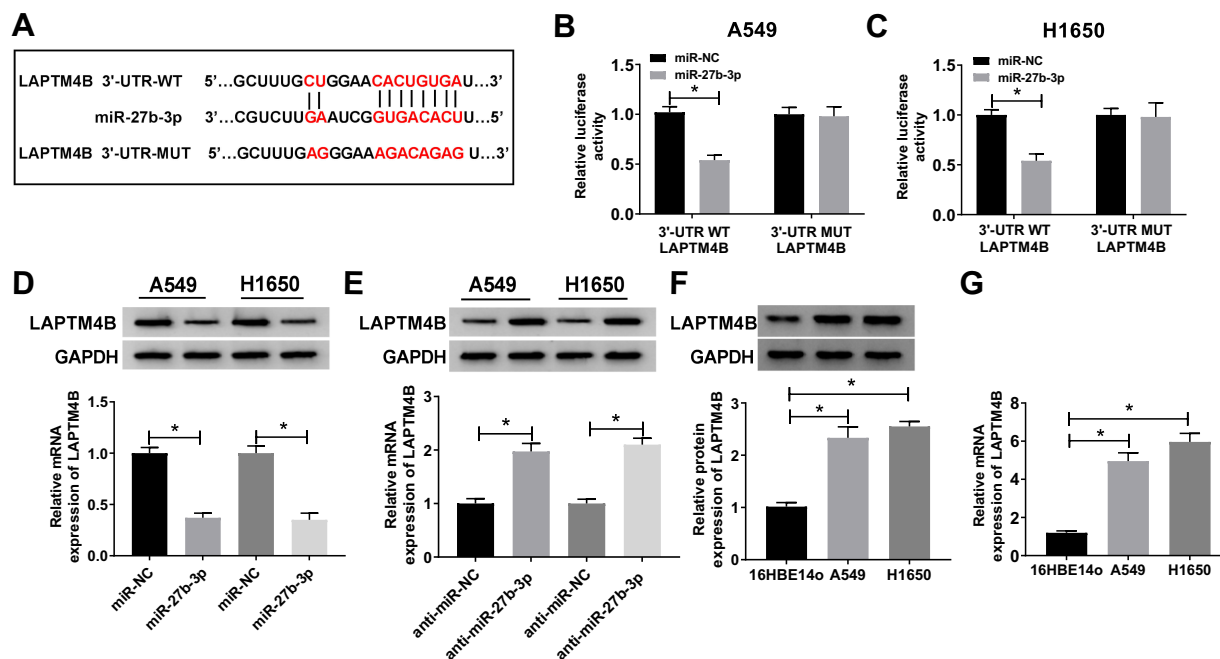 A
LAPTM4B 3'-UTR-WT 5’...GCUUUGCUGGAACACUGUGAU...3’
miR-27b-3p 3’...CGUCUUGAAUCGGUGACACUU...5’
LAPTM4B 3'-UTR-MUT 5’...GCUUUGAGGGAAAGACAGAG U...3’
B
A549
miR-NC
miR-27b-3p
*
Relative luciferase
activity
1.5
1.0
0.5
0.0
3'-UTR WT 3'-UTR MUT
LAPTM4B LAPTM4B
C
H1650
miR-NC
miR-27b-3p
*
Relative luciferase
activity
1.5
1.0
0.5
0.0
3'-UTR WT 3'-UTR MUT
LAPTM4B LAPTM4B
D
A549 H1650
LAPTM4B
GAPDH
Relative mRNA
expression of LAPTM4B
1.5
1.0
0.5
0.0
* *
miR-NC
miR-27b-3p
miR-NC
miR-27b-3p
E
A549 H1650
LAPTM4B
GAPDH
Relative mRNA
expression of LAPTM4B
3
2
1
0
* *
anti-miR-NC
anti-miR-27b-3p
anti-miR-NC
anti-miR-27b-3p
F
LAPTM4B
GAPDH
Relative protein
expression of LAPTM4B
3
2
1
0
*
*
16HBE14o A549 H1650
G
Relative mRNA
expression of LAPTM4B
8
6
4
2
0
*
*
16HBE14o A549 H1650